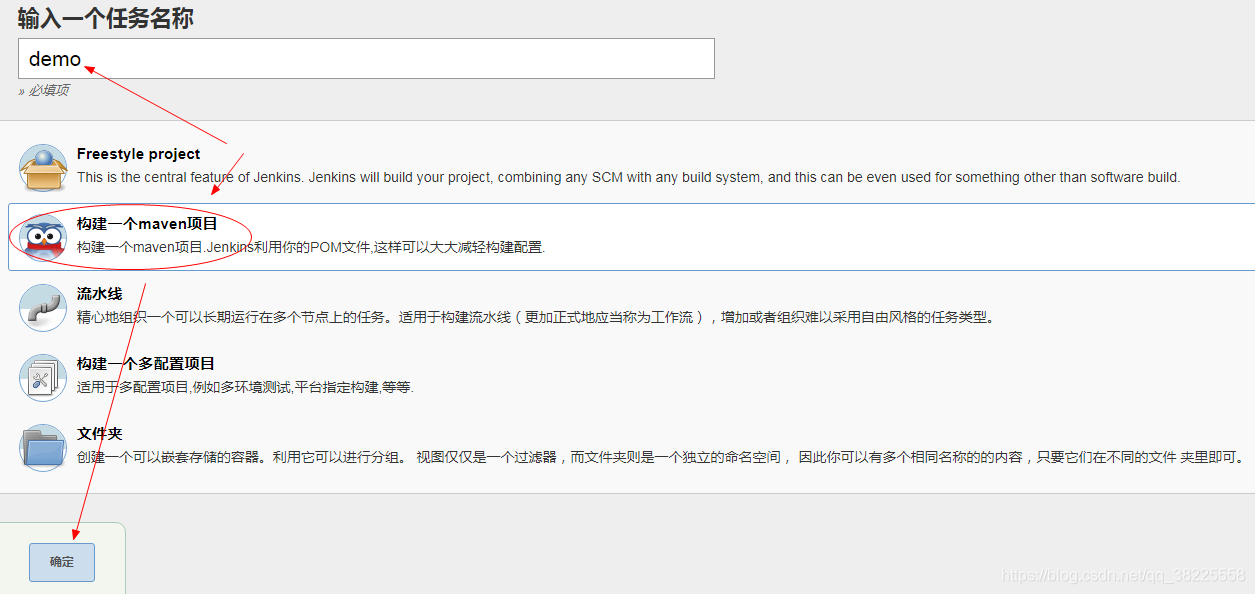 输入一个任务名称
demo
» 必填项
Freestyle project
This is the central feature of Jenkins. Jenkins will build your project, combining any SCM with any build system, and this can be even used for something other than software build.
构建一个maven项目
构建一个maven项目.Jenkins利用你的POM文件,这样可以大大减轻构建配置.
流水线
精心地组织一个可以长期运行在多个节点上的任务。适用于构建流水线（更加正式地应当称为工作流），增加或者组织难以采用自由风格的任务类型。
构建一个多配置项目
适用于多配置项目,例如多环境测试,平台指定构建,等等.
文件夹
创建一个可以嵌套存储的容器。利用它可以进行分组。 视图仅仅是一个过滤器，而文件夹则是一个独立的命名空间， 因此你可以有多个相同名称的的内容，只要它们在不同的文件 夹里即可。
确定
https://blog.csdn.net/qq_38225558